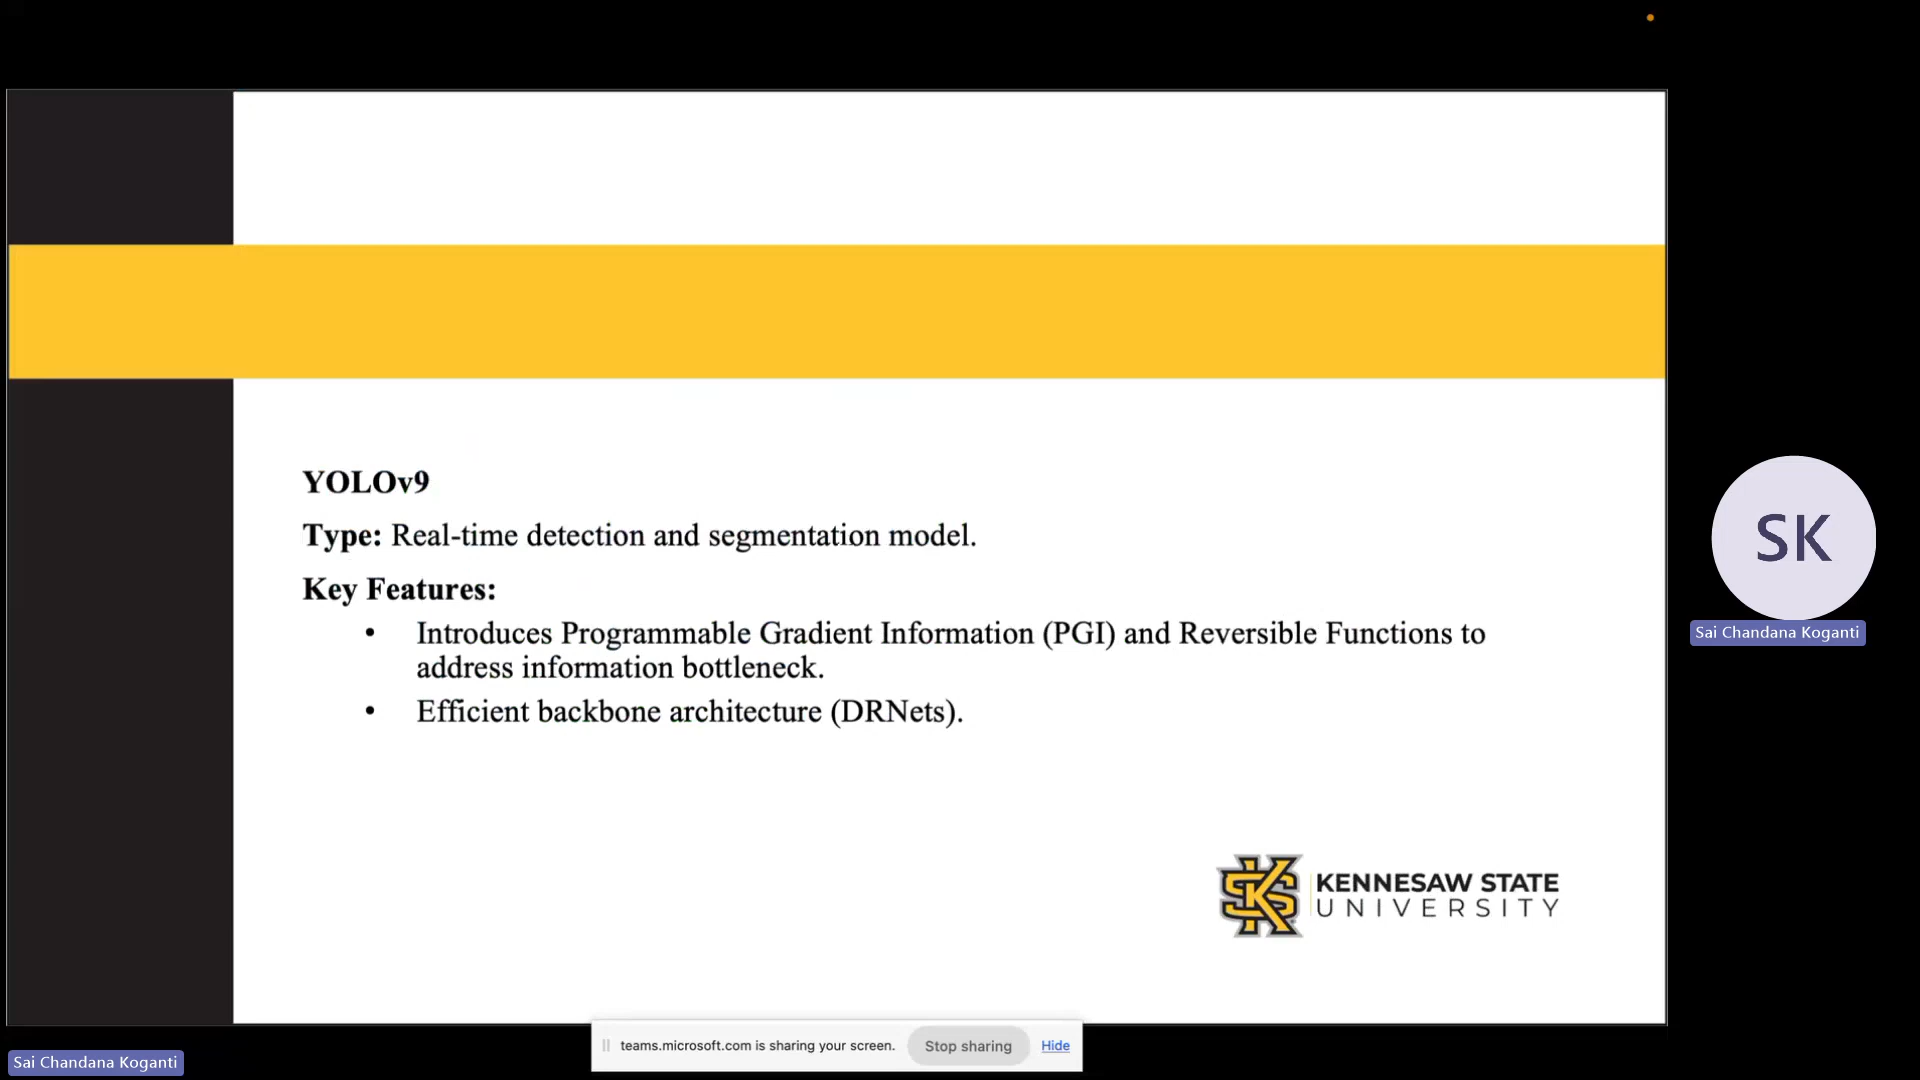 YOLOv9
Type: Real-time detection and segmentation model.
Key Features:
• Introduces Programmable Gradient Information (PGI) and Reversible Functions to
address information bottleneck.
• Efficient backbone architecture (DRNets).
KS
KENNESAW STATE
UNIVERSITY
SK
Sai Chandana Koganti
teams.microsoft.com is sharing your screen.
Stop sharing
Hide
Sai Chandana Koganti